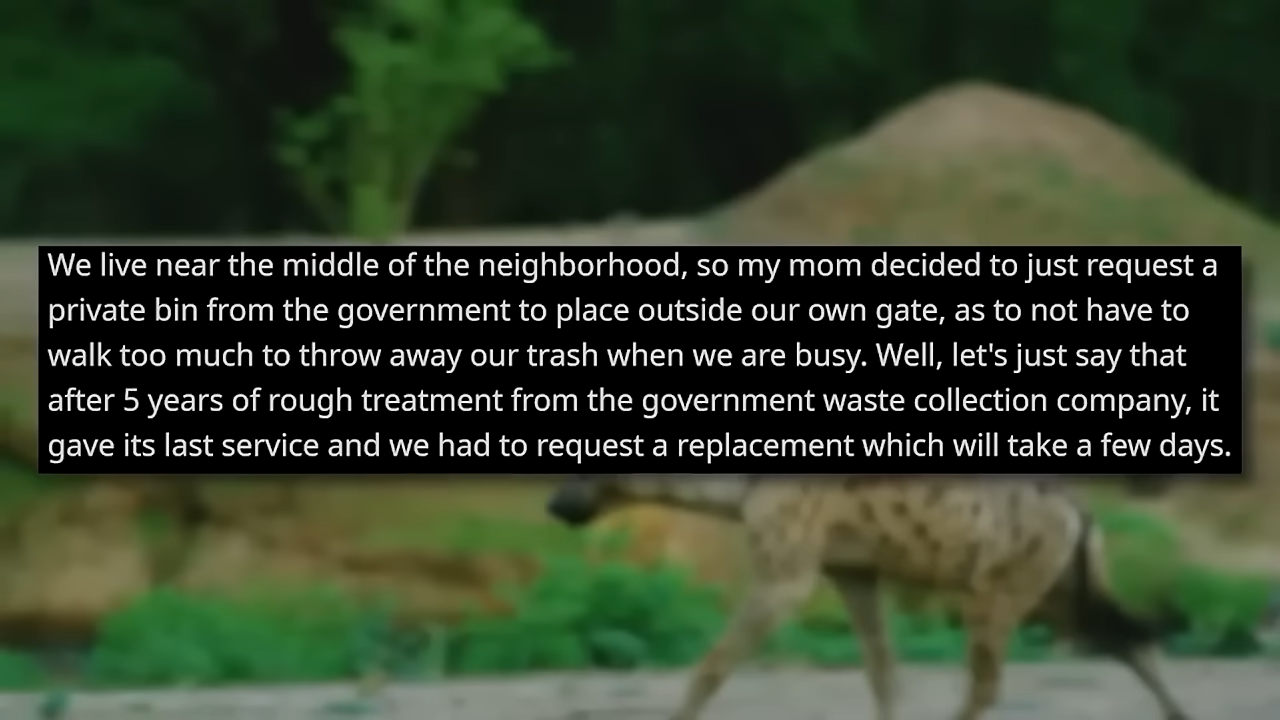 We live near the middle of the neighborhood, so my mom decided to just request a
private bin from the government to place outside our own gate, as to not have to
walk too much to throw away our trash when we are busy. Well, let's just say that
after 5 years of rough treatment from the government waste collection company, it
gave its last service and we had to request a replacement which will take a few days.